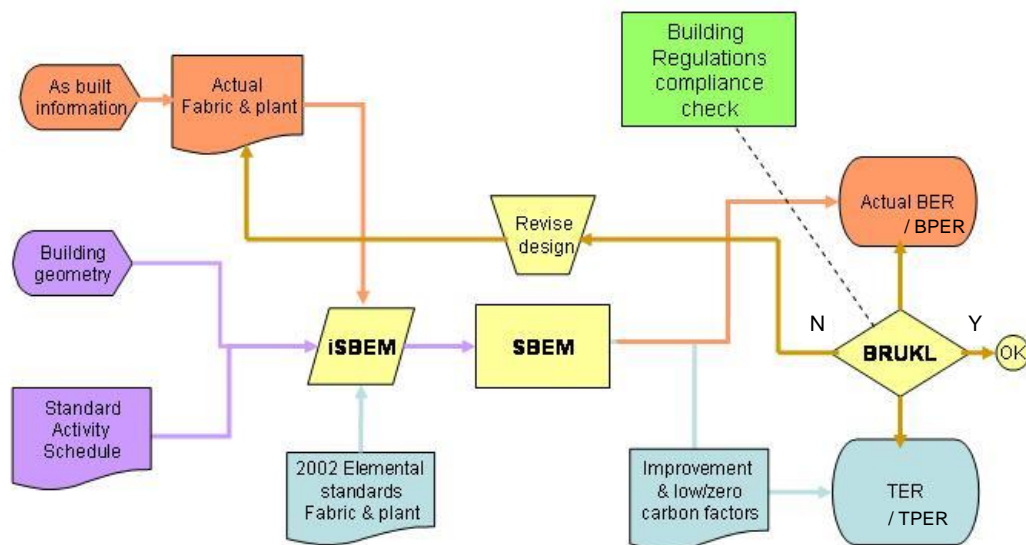 Building
Regulations
compliance
check
As built
information
Actual
Fabric & plant
Actual BER
/ BPER
Revise
design
Building
geometry
N
Y
iSBEM
SBEM
BRUKL
OK
Standard
Activity
Schedule
2002 Elemental
standards
Fabric & plant
Improvement
& low/zero
carbon factors
TER
/ TPER